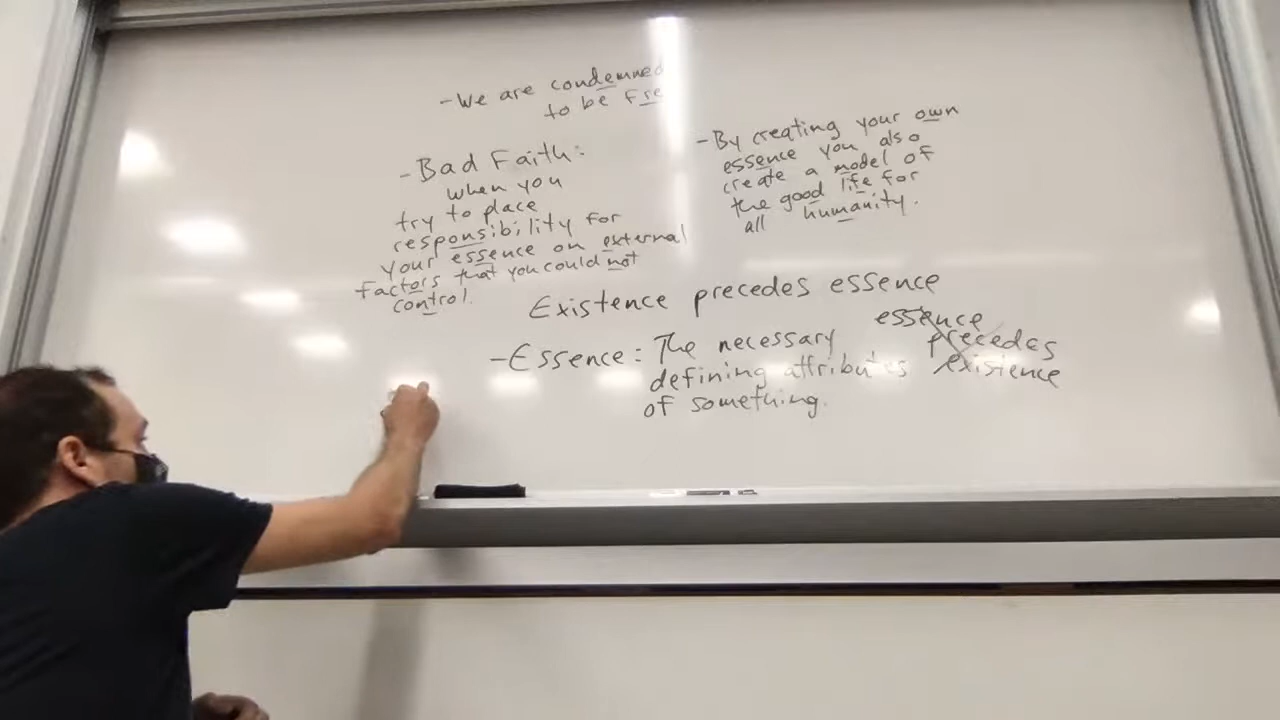 - We are condemned
to be free
- Bad Faith:
when you
try to place
responsibility for
your essence on external
factors that you could not
control.
- By creating your own
essence you also
create a model of
the good life for
all humanity.
Existence precedes essence
- Essence: The necessary
defining attributes
of something.
essence
precedes
existence